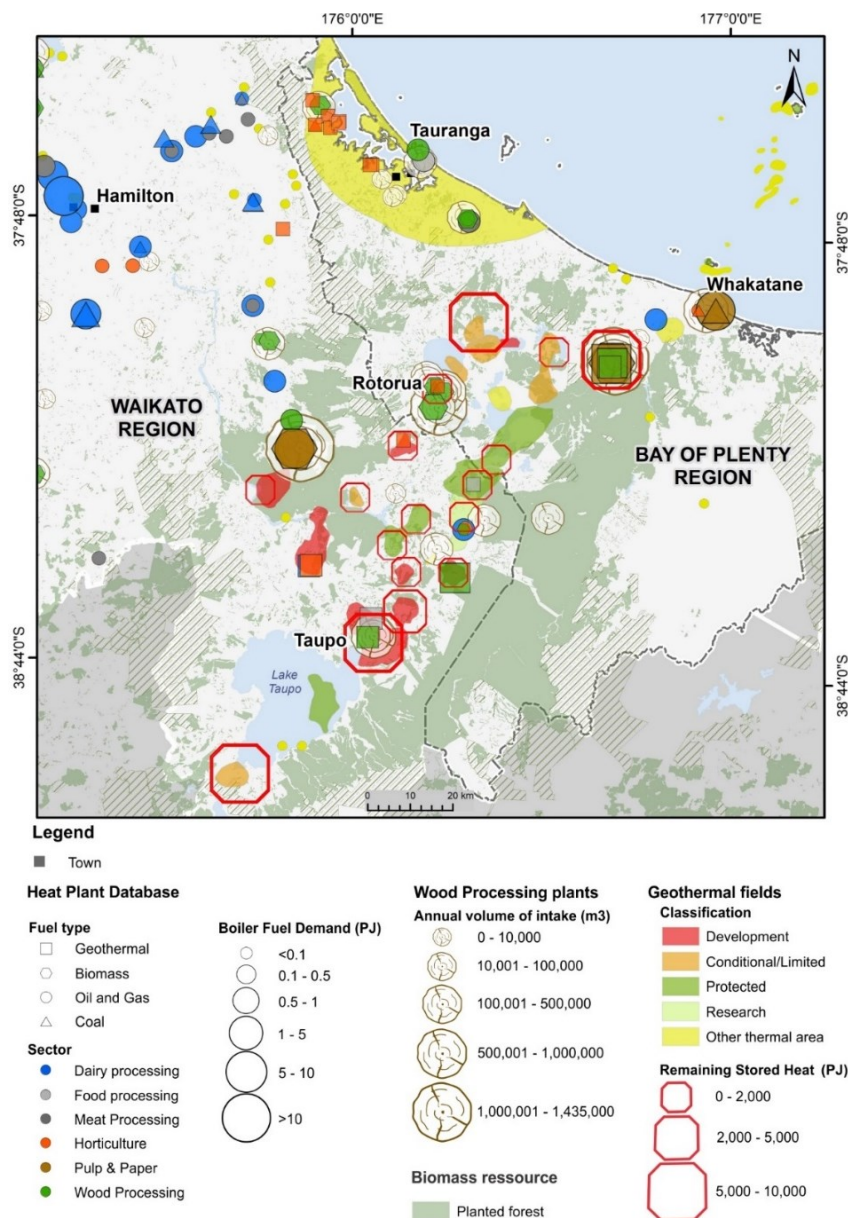 176°0'0"E
177°0'0"E
N
Tauranga
Hamilton
37°48'0"S
37°48'0"S
Whakatane
Rotorua
WAIKATO
REGION
BAY OF PLENTY
REGION
Taupo
38°44'0"S
38°44'0"S
Lake
Taupo
0 10 20 km
Legend
Town
Heat Plant Database
Fuel type
Geothermal
Biomass
Oil and Gas
Coal
Sector
Dairy processing
Food processing
Meat Processing
Horticulture
Pulp & Paper
Wood Processing
Boiler Fuel Demand (PJ)
<0.1
0.1 - 0.5
0.5 - 1
1 - 5
5 - 10
>10
Wood Processing plants
Annual volume of intake (m3)
0 - 10,000
10,001 - 100,000
100,001 - 500,000
500,001 - 1,000,000
1,000,001 - 1,435,000
Biomass ressource
Planted forest
Geothermal fields
Classification
Development
Conditional/Limited
Protected
Research
Other thermal area
Remaining Stored Heat (PJ)
0 - 2,000
2,000 - 5,000
5,000 - 10,000